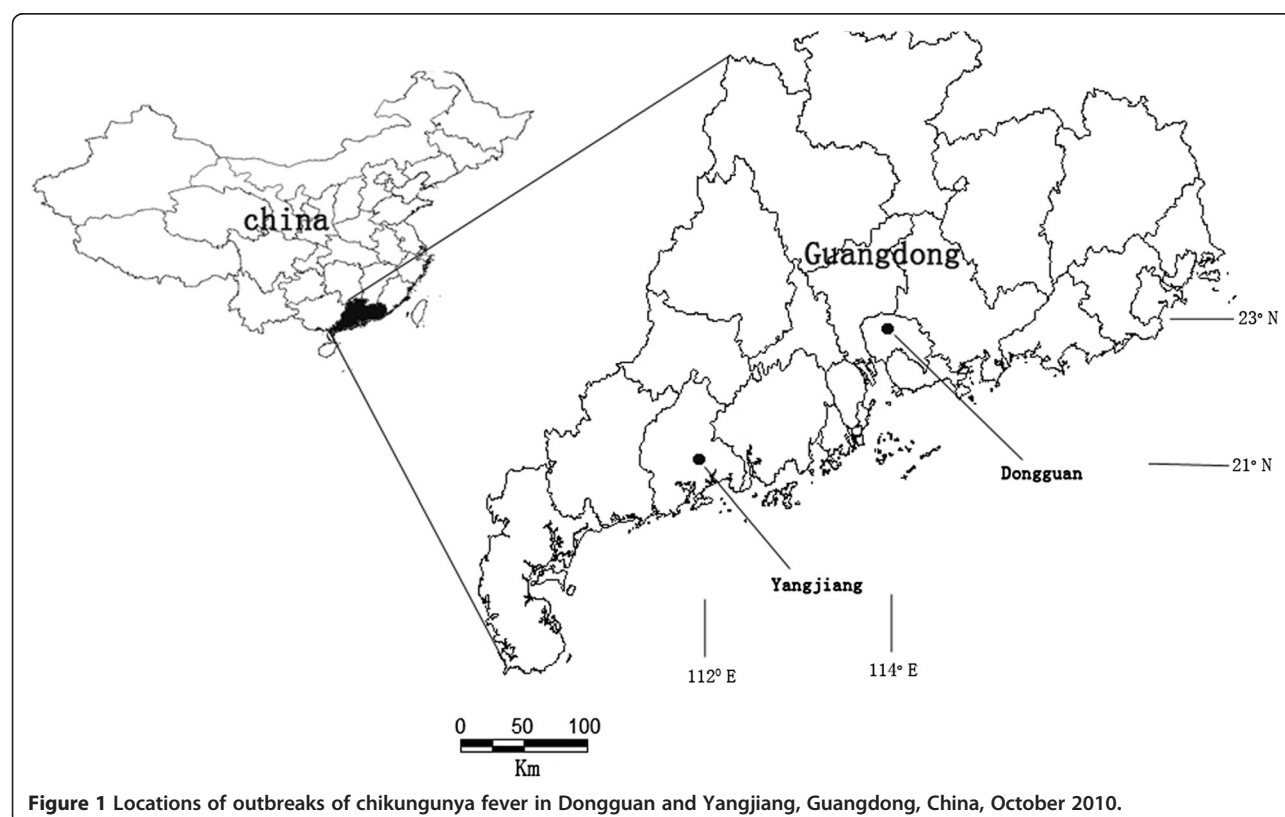 china
Guangdong
23° N
Dongguan
21° N
Yangjiang
112⁰ E
114° E
0 50 100
Km
Figure 1 Locations of outbreaks of chikungunya fever in Dongguan and Yangjiang, Guangdong, China, October 2010.